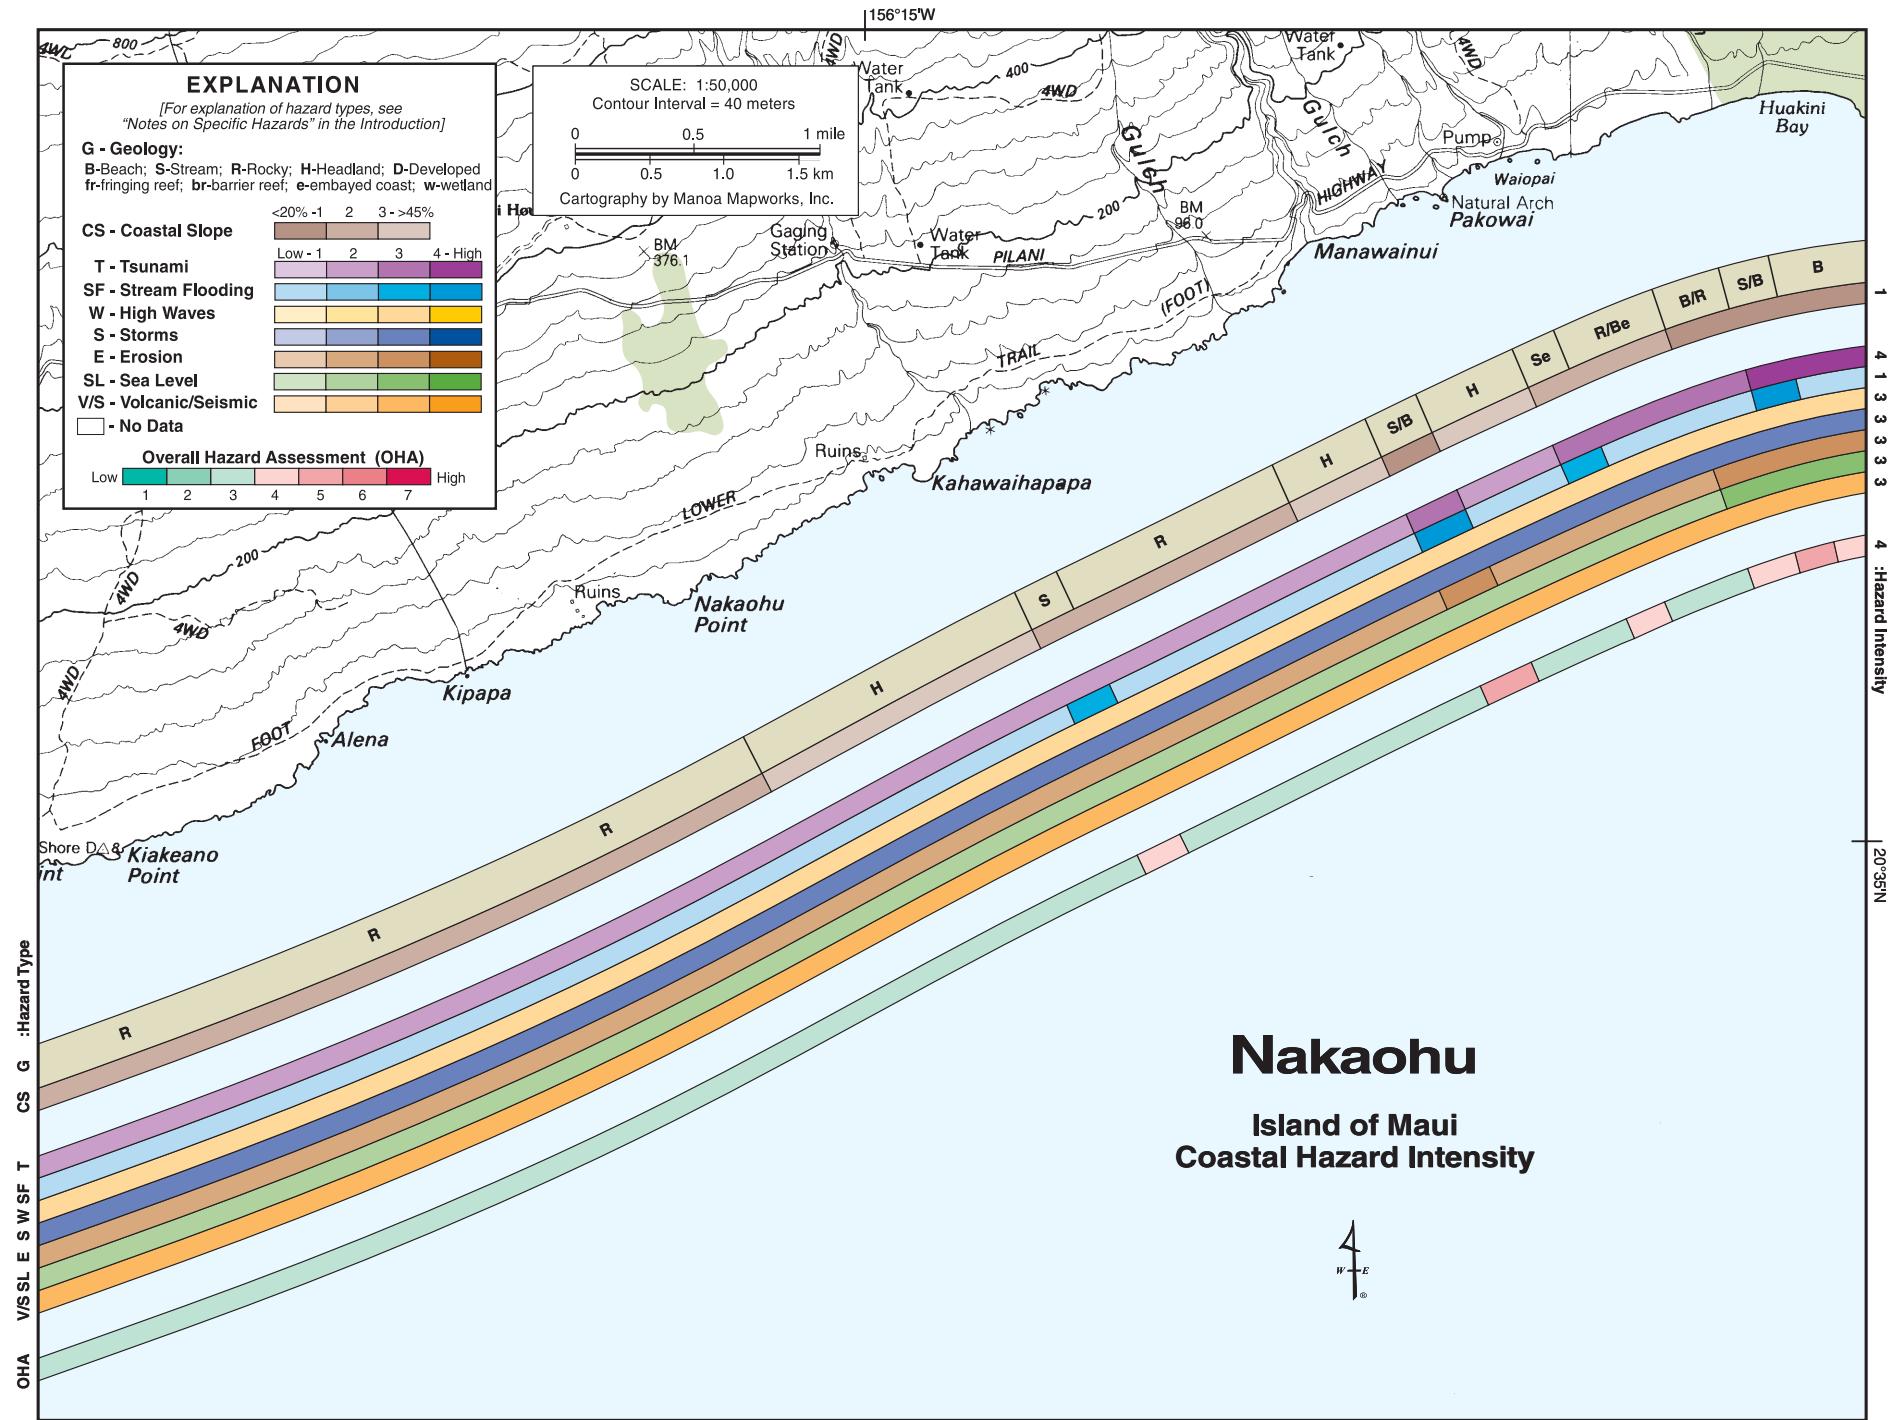 156°15'W
4WD
800
EXPLANATION
[For explanation of hazard types, see
“Notes on Specific Hazards” in the Introduction]
G - Geology:
B-Beach; S-Stream; R-Rocky; H-Headland; D-Developed
fr-fringing reef; br-barrier reef; e-embayed coast; w-wetland
<20% -1 2 3 - >45%
CS - Coastal Slope
Low - 1 2 3 4 - High
T - Tsunami
SF - Stream Flooding
W - High Waves
S - Storms
E - Erosion
SL - Sea Level
V/S - Volcanic/Seismic
- No Data
Overall Hazard Assessment (OHA)
Low High
1 2 3 4 5 6 7
SCALE: 1:50,000
Contour Interval = 40 meters
0 0.5 1 mile
0 0.5 1.0 1.5 km
Cartography by Manoa Mapworks, Inc.
4WD
Water
Tank
400
4WD
Gulch
Water
Tank
Gulch
4WD
Pump
HIGHWAY
Huakini
Bay
Waiopai
Natural Arch
Pakowai
Manawainui
BM
96.0
200
Gaging
Station
Water
Tank
PILANI
BM
376.1
(FOOT)
TRAIL
Ruins
Kahawaihapapa
LOWER
200
4WD
4WD
4WD
Ruins
Nakaohu
Point
Kipapa
FOOT
Alena
Shore D
Kiakeano
Point
int
R
R
R
H
S
R
H
S/B
H
Se
R/Be
B/R
S/B
B
1
4
1
3
3
3
3
3
4
:Hazard Intensity
20°35'N
:Hazard Type
G
CS
T
SF
W
S
E
SL
V/S
OHA
Nakaohu
Island of Maui
Coastal Hazard Intensity
W E
®